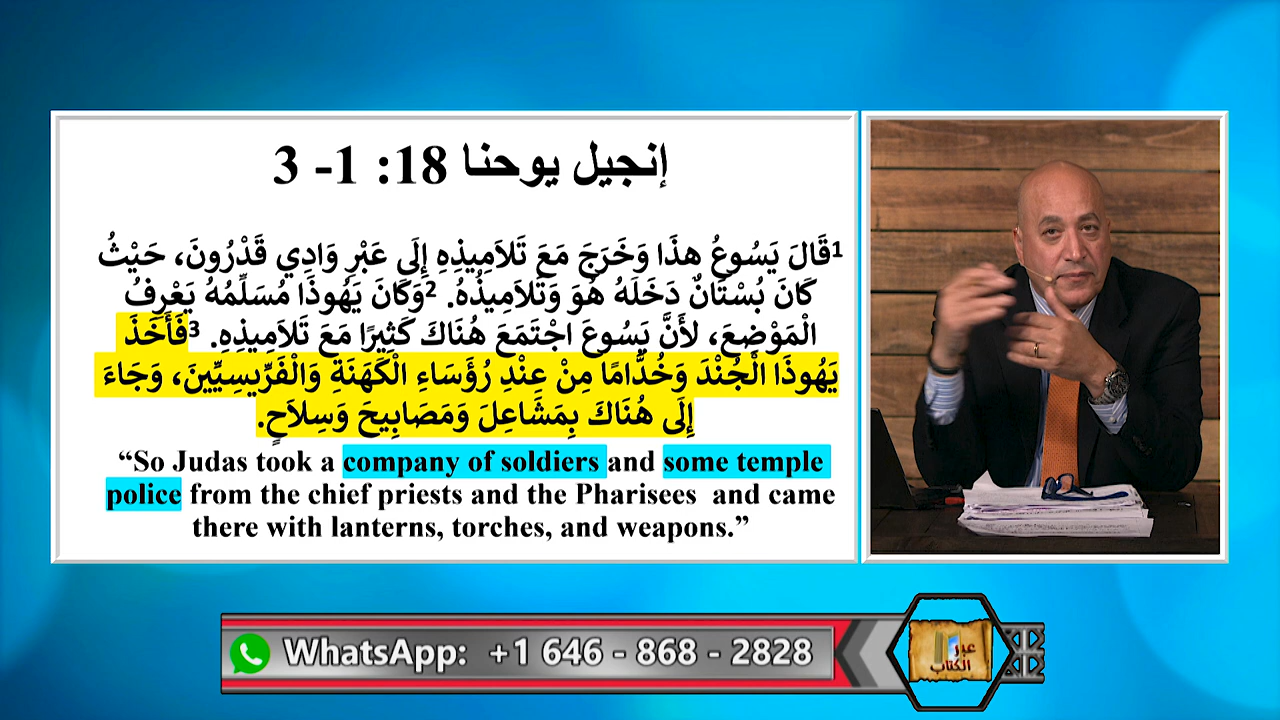 إنجيل يوحنا 18: 1- 3
1قَالَ يَسُوعُ هذَا وَخَرَجَ مَعَ تَلاَمِيذِهِ إِلَى عَبْرِ وَادِي قَدْرُونَ، حَيْثُ
كَانَ بُسْتَانٌ دَخَلَهُ هُوَ وَتَلاَمِيذُهُ. 2وَكَانَ يَهُوذَا مُسَلِّمُهُ يَعْرِفُ
الْمَوْضِعَ، لأَنَّ يَسُوعَ اجْتَمَعَ هُنَاكَ كَثِيرًا مَعَ تَلاَمِيذِهِ. 3فَأَخَذَ
يَهُوذَا الْجُنْدَ وَخُدَّامًا مِنْ عِنْدِ رُؤَسَاءِ الْكَهَنَةِ وَالْفَرِّيسِيِّينَ، وَجَاءَ
إِلَى هُنَاكَ بِمَشَاعِلَ وَمَصَابِيحَ وَسِلاَحٍ.
“So Judas took a company of soldiers and some temple
police from the chief priests and the Pharisees and came
there with lanterns, torches, and weapons.”
WhatsApp: +1 646 - 868 - 2828
عبر
الكتاب